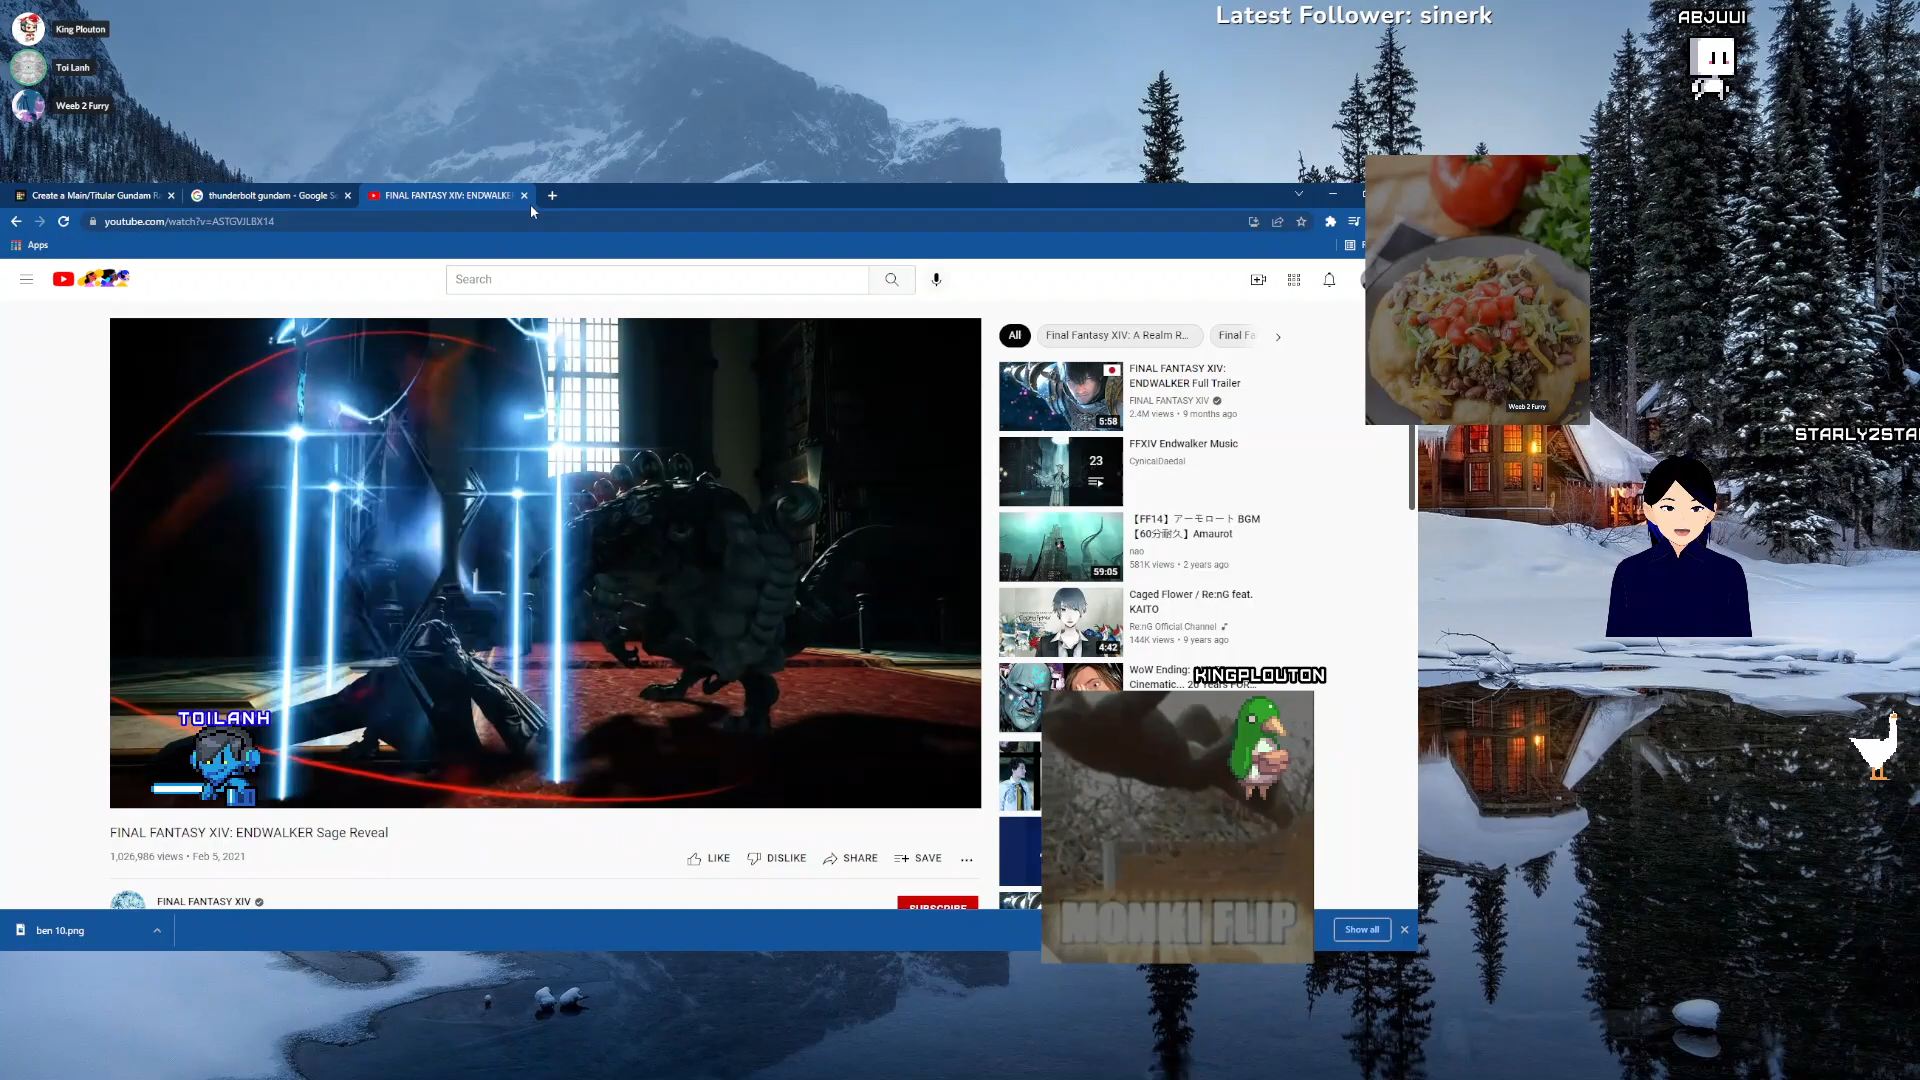 Latest Follower: sinerk
ABJUUI
King Plouton
Toi Lanh
Weeb 2 Furry
Create a Main/Titular Gundam R
thunderbolt gundam - Google S
FINAL FANTASY XIV: ENDWALKE
youtube.com/watch?v=ASTGVJLBX14
Apps
Search
All
Final Fantasy XIV: A Realm R...
Final Fa
FINAL FANTASY XIV:
ENDWALKER Full Trailer
FINAL FANTASY XIV
2.4M views • 9 months ago
5:58
FFXIV Endwalker Music
CynicalDaedal
23
【FF14】アーモロート BGM
【60分耐久】Amaurot
nao
581K views • 2 years ago
59:05
Caged Flower / Re:nG feat.
KAITO
Re:nG Official Channel
144K views • 9 years ago
4:42
WoW Ending:
Cinematic... 20 YEARS FOR...
Weeb 2 Furry
STARLY2STA
KINGPLOUTON
MONKI FLIP
TOILANH
FINAL FANTASY XIV: ENDWALKER Sage Reveal
1,026,986 views • Feb 5, 2021
LIKE
DISLIKE
SHARE
SAVE
FINAL FANTASY XIV
SUBSCRIBE
ben 10.png
Show all